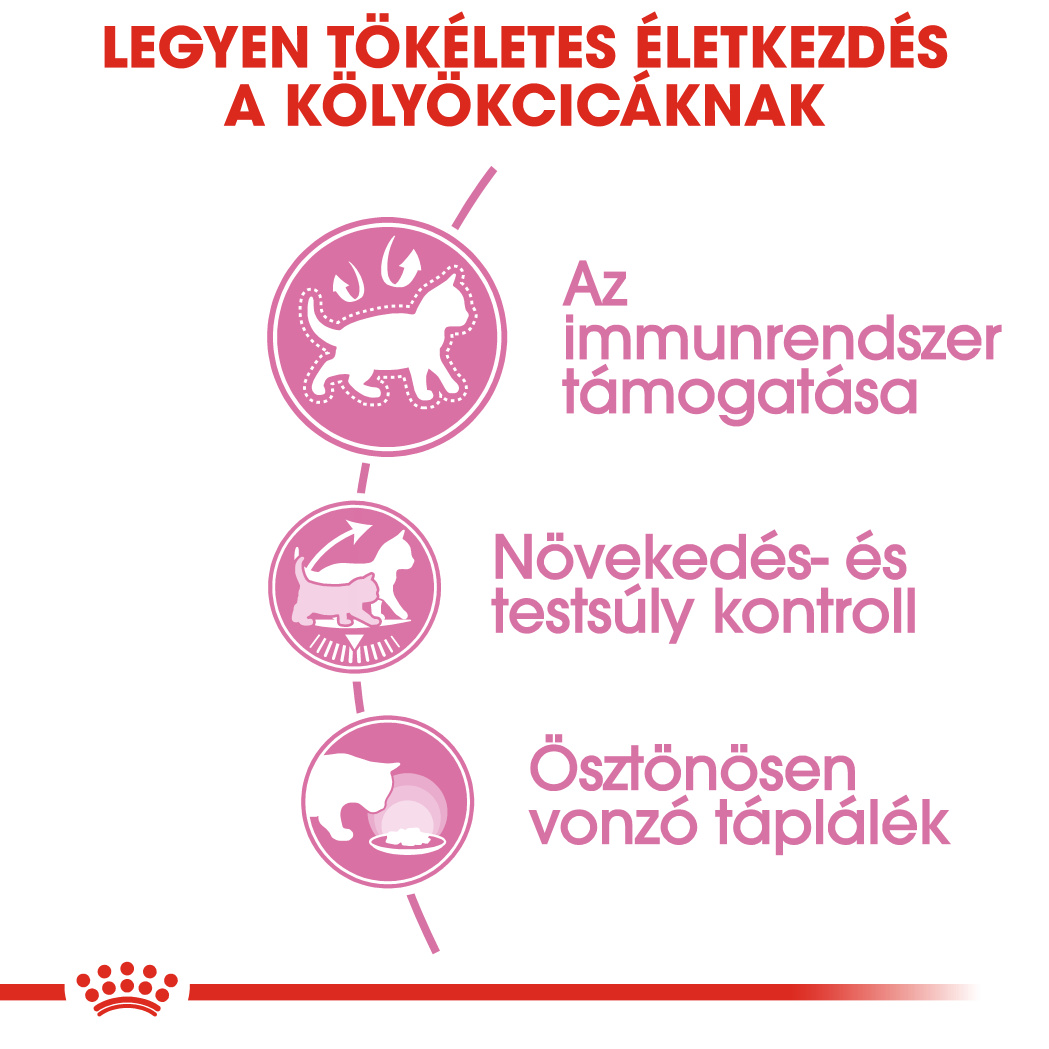 LEGYEN TÖKÉLETES ÉLETKEZDÉS
A KÖLYÖKCICÁKNAK
Az
immunrendszer
támogatása
Növekedés- és
testsúly kontroll
Ösztönösen
vonzó táplálék